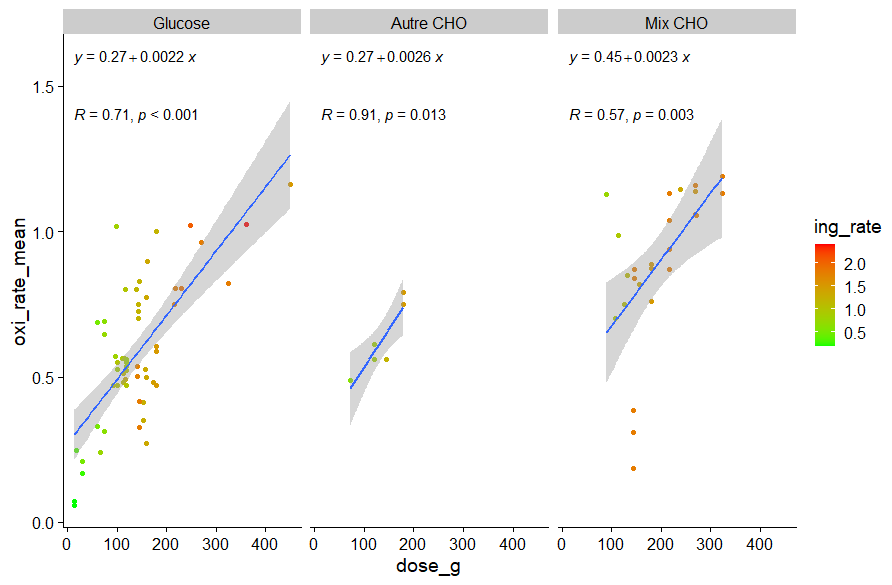 Glucose
Autre CHO
Mix CHO
y = 0.27 + 0.0022 x
y = 0.27 + 0.0026 x
y = 0.45 + 0.0023 x
R = 0.71, p < 0.001
R = 0.91, p = 0.013
R = 0.57, p = 0.003
1.5
1.0
0.5
0.0
oxi_rate_mean
0 100 200 300 400
0 100 200 300 400
0 100 200 300 400
dose_g
ing_rate
2.0
1.5
1.0
0.5